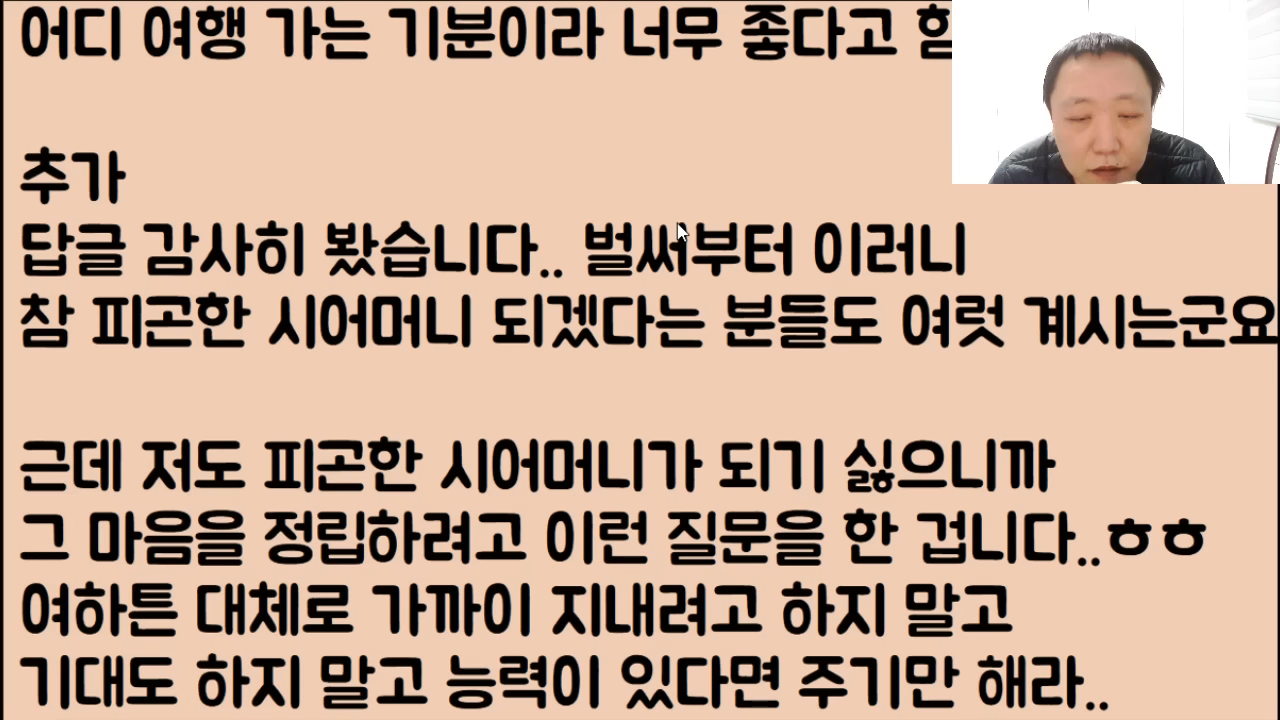 어디 여행 가는 기분이라 너무 좋다고
추가
답글 감사히 봤습니다.. 벌써부터 이러니
참 피곤한 시어머니 되겠다는 분들도 여럿 계시는군요
근데 저도 피곤한 시어머니가 되기 싫으니까
그 마음을 정립하려고 이런 질문을 한 겁니다..ㅎㅎ
여하튼 대체로 가까이 지내려고 하지 말고
기대도 하지 말고 능력이 있다면 주기만 해라..